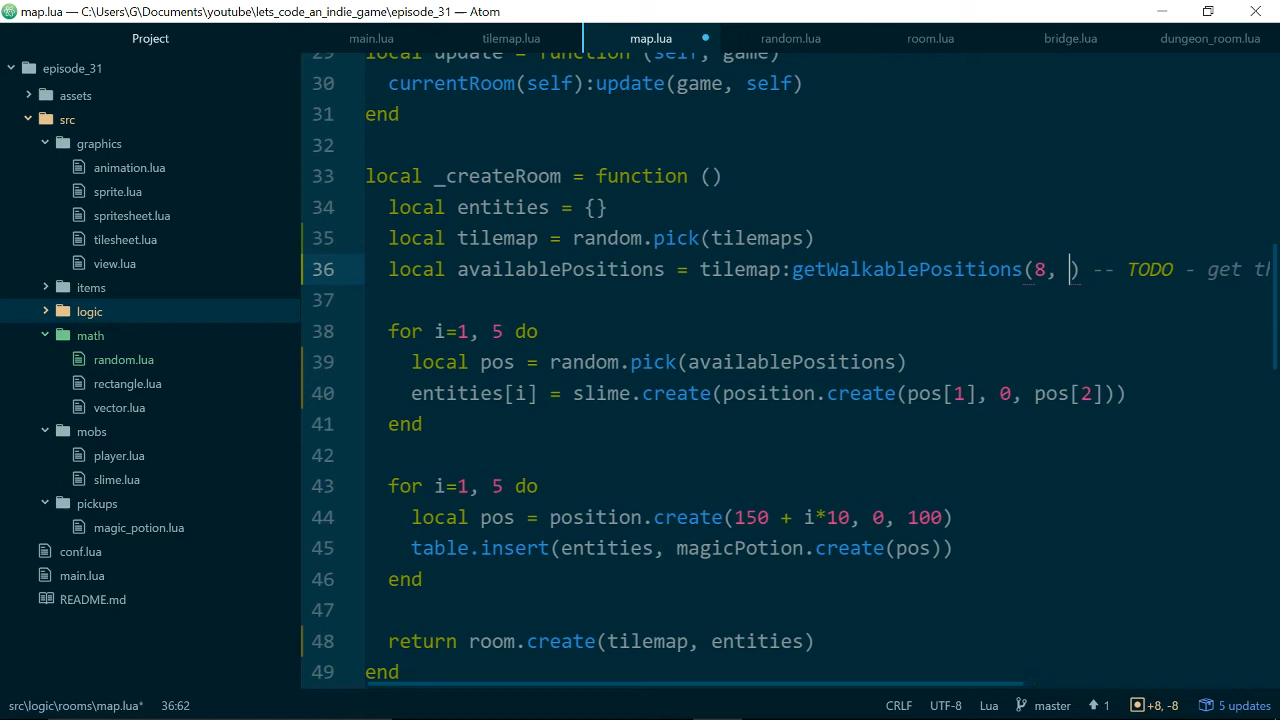 map.lua — C:\Users\G\Documents\youtube\lets_code_an_indie_game\episode_31 — Atom
Project
main.lua
tilemap.lua
map.lua
random.lua
room.lua
bridge.lua
dungeon_room.lua
episode_31
assets
src
graphics
animation.lua
sprite.lua
spritesheet.lua
tilesheet.lua
view.lua
items
logic
math
random.lua
rectangle.lua
vector.lua
mobs
player.lua
slime.lua
pickups
magic_potion.lua
conf.lua
main.lua
README.md
29 local update = function (self, game)
30 currentRoom(self):update(game, self)
31 end
32
33 local _createRoom = function ()
34 local entities = {}
35 local tilemap = random.pick(tilemaps)
36 local availablePositions = tilemap:getWalkablePositions(8, ) -- TODO - get th
37
38 for i=1, 5 do
39 local pos = random.pick(availablePositions)
40 entities[i] = slime.create(position.create(pos[1], 0, pos[2]))
41 end
42
43 for i=1, 5 do
44 local pos = position.create(150 + i*10, 0, 100)
45 table.insert(entities, magicPotion.create(pos))
46 end
47
48 return room.create(tilemap, entities)
49 end
src\logic\rooms\map.lua* 36:62 CRLF UTF-8 Lua master 1 +8, -8 5 updates